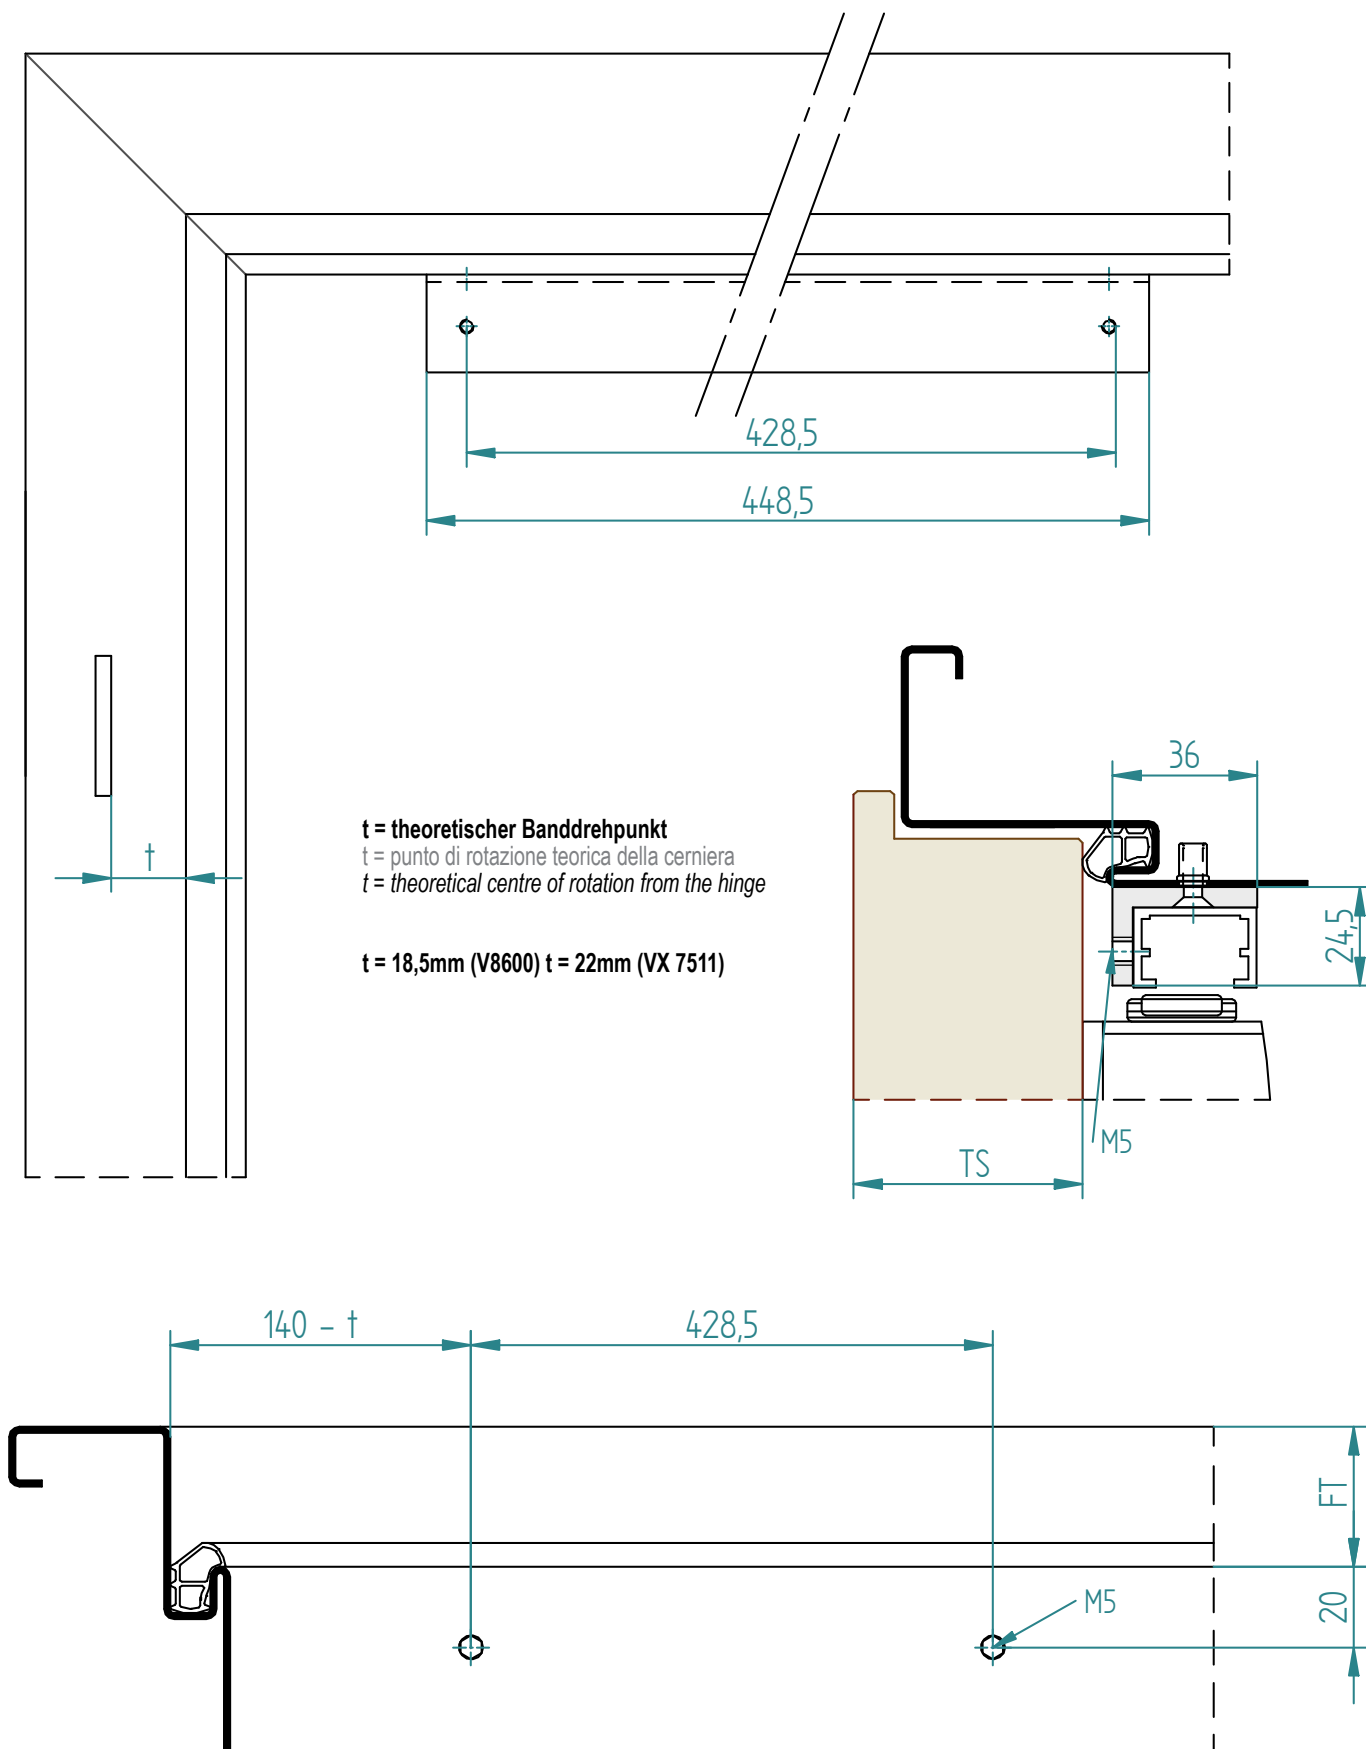 428,5
448,5
t
t = theoretischer Banddrehpunkt
t = punto di rotazione teorica della cerniera
t = theoretical centre of rotation from the hinge
t = 18,5mm (V8600) t = 22mm (VX 7511)
36
24,5
M5
TS
140 - t
428,5
FT
M5
20